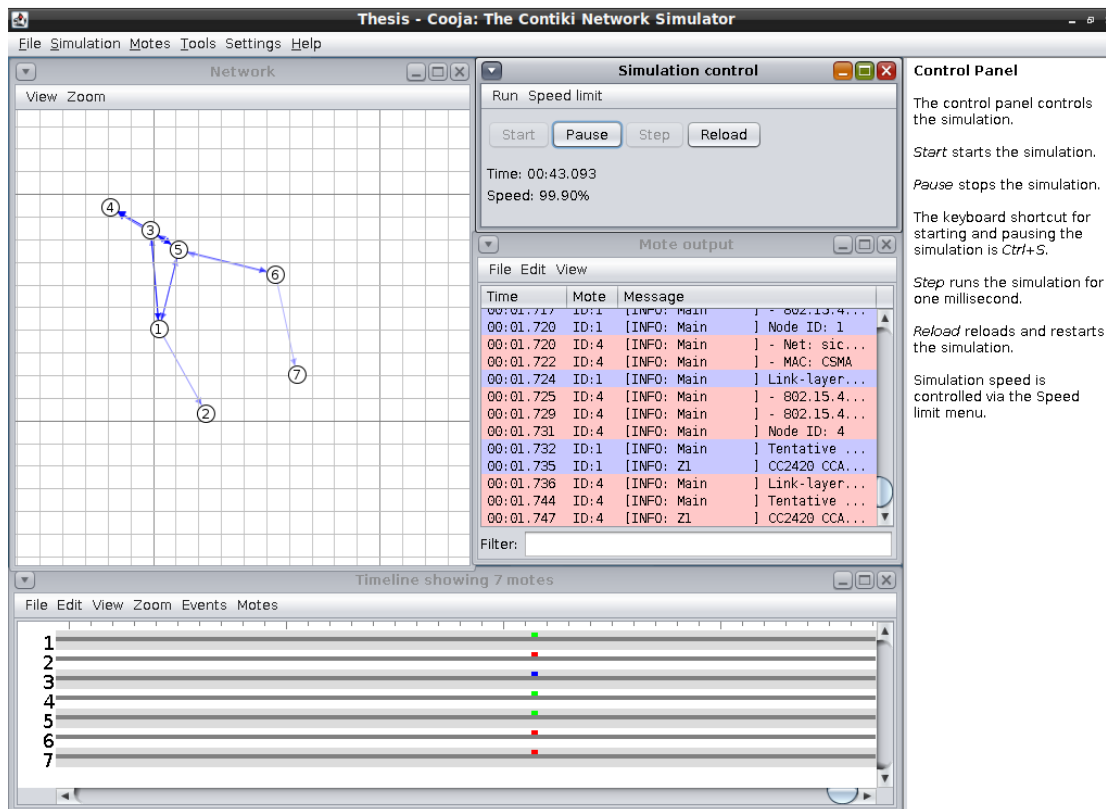 Thesis - Cooja: The Contiki Network Simulator
File Simulation Motes Tools Settings Help
Network
View Zoom
4
3
5
6
1
7
2
Simulation control
Run Speed limit
Start Pause Step Reload
Time: 00:43.093
Speed: 99.90%
Mote output
File Edit View
Time Mote Message
00:01.717 ID:1 [INFO: Main ] - 802.15.4...
00:01.720 ID:1 [INFO: Main ] Node ID: 1
00:01.720 ID:4 [INFO: Main ] - Net: sic...
00:01.722 ID:4 [INFO: Main ] - MAC: CSMA
00:01.724 ID:1 [INFO: Main ] Link-layer...
00:01.725 ID:4 [INFO: Main ] - 802.15.4...
00:01.729 ID:4 [INFO: Main ] - 802.15.4...
00:01.731 ID:4 [INFO: Main ] Node ID: 4
00:01.732 ID:1 [INFO: Main ] Tentative ...
00:01.735 ID:1 [INFO: Z1 ] CC2420 CCA...
00:01.736 ID:4 [INFO: Main ] Link-layer...
00:01.744 ID:4 [INFO: Main ] Tentative ...
00:01.747 ID:4 [INFO: Z1 ] CC2420 CCA...
Filter:
Control Panel
The control panel controls
the simulation.
Start starts the simulation.
Pause stops the simulation.
The keyboard shortcut for
starting and pausing the
simulation is Ctrl+S.
Step runs the simulation for
one millisecond.
Reload reloads and restarts
the simulation.
Simulation speed is
controlled via the Speed
limit menu.
Timeline showing 7 motes
File Edit View Zoom Events Motes
1
2
3
4
5
6
7